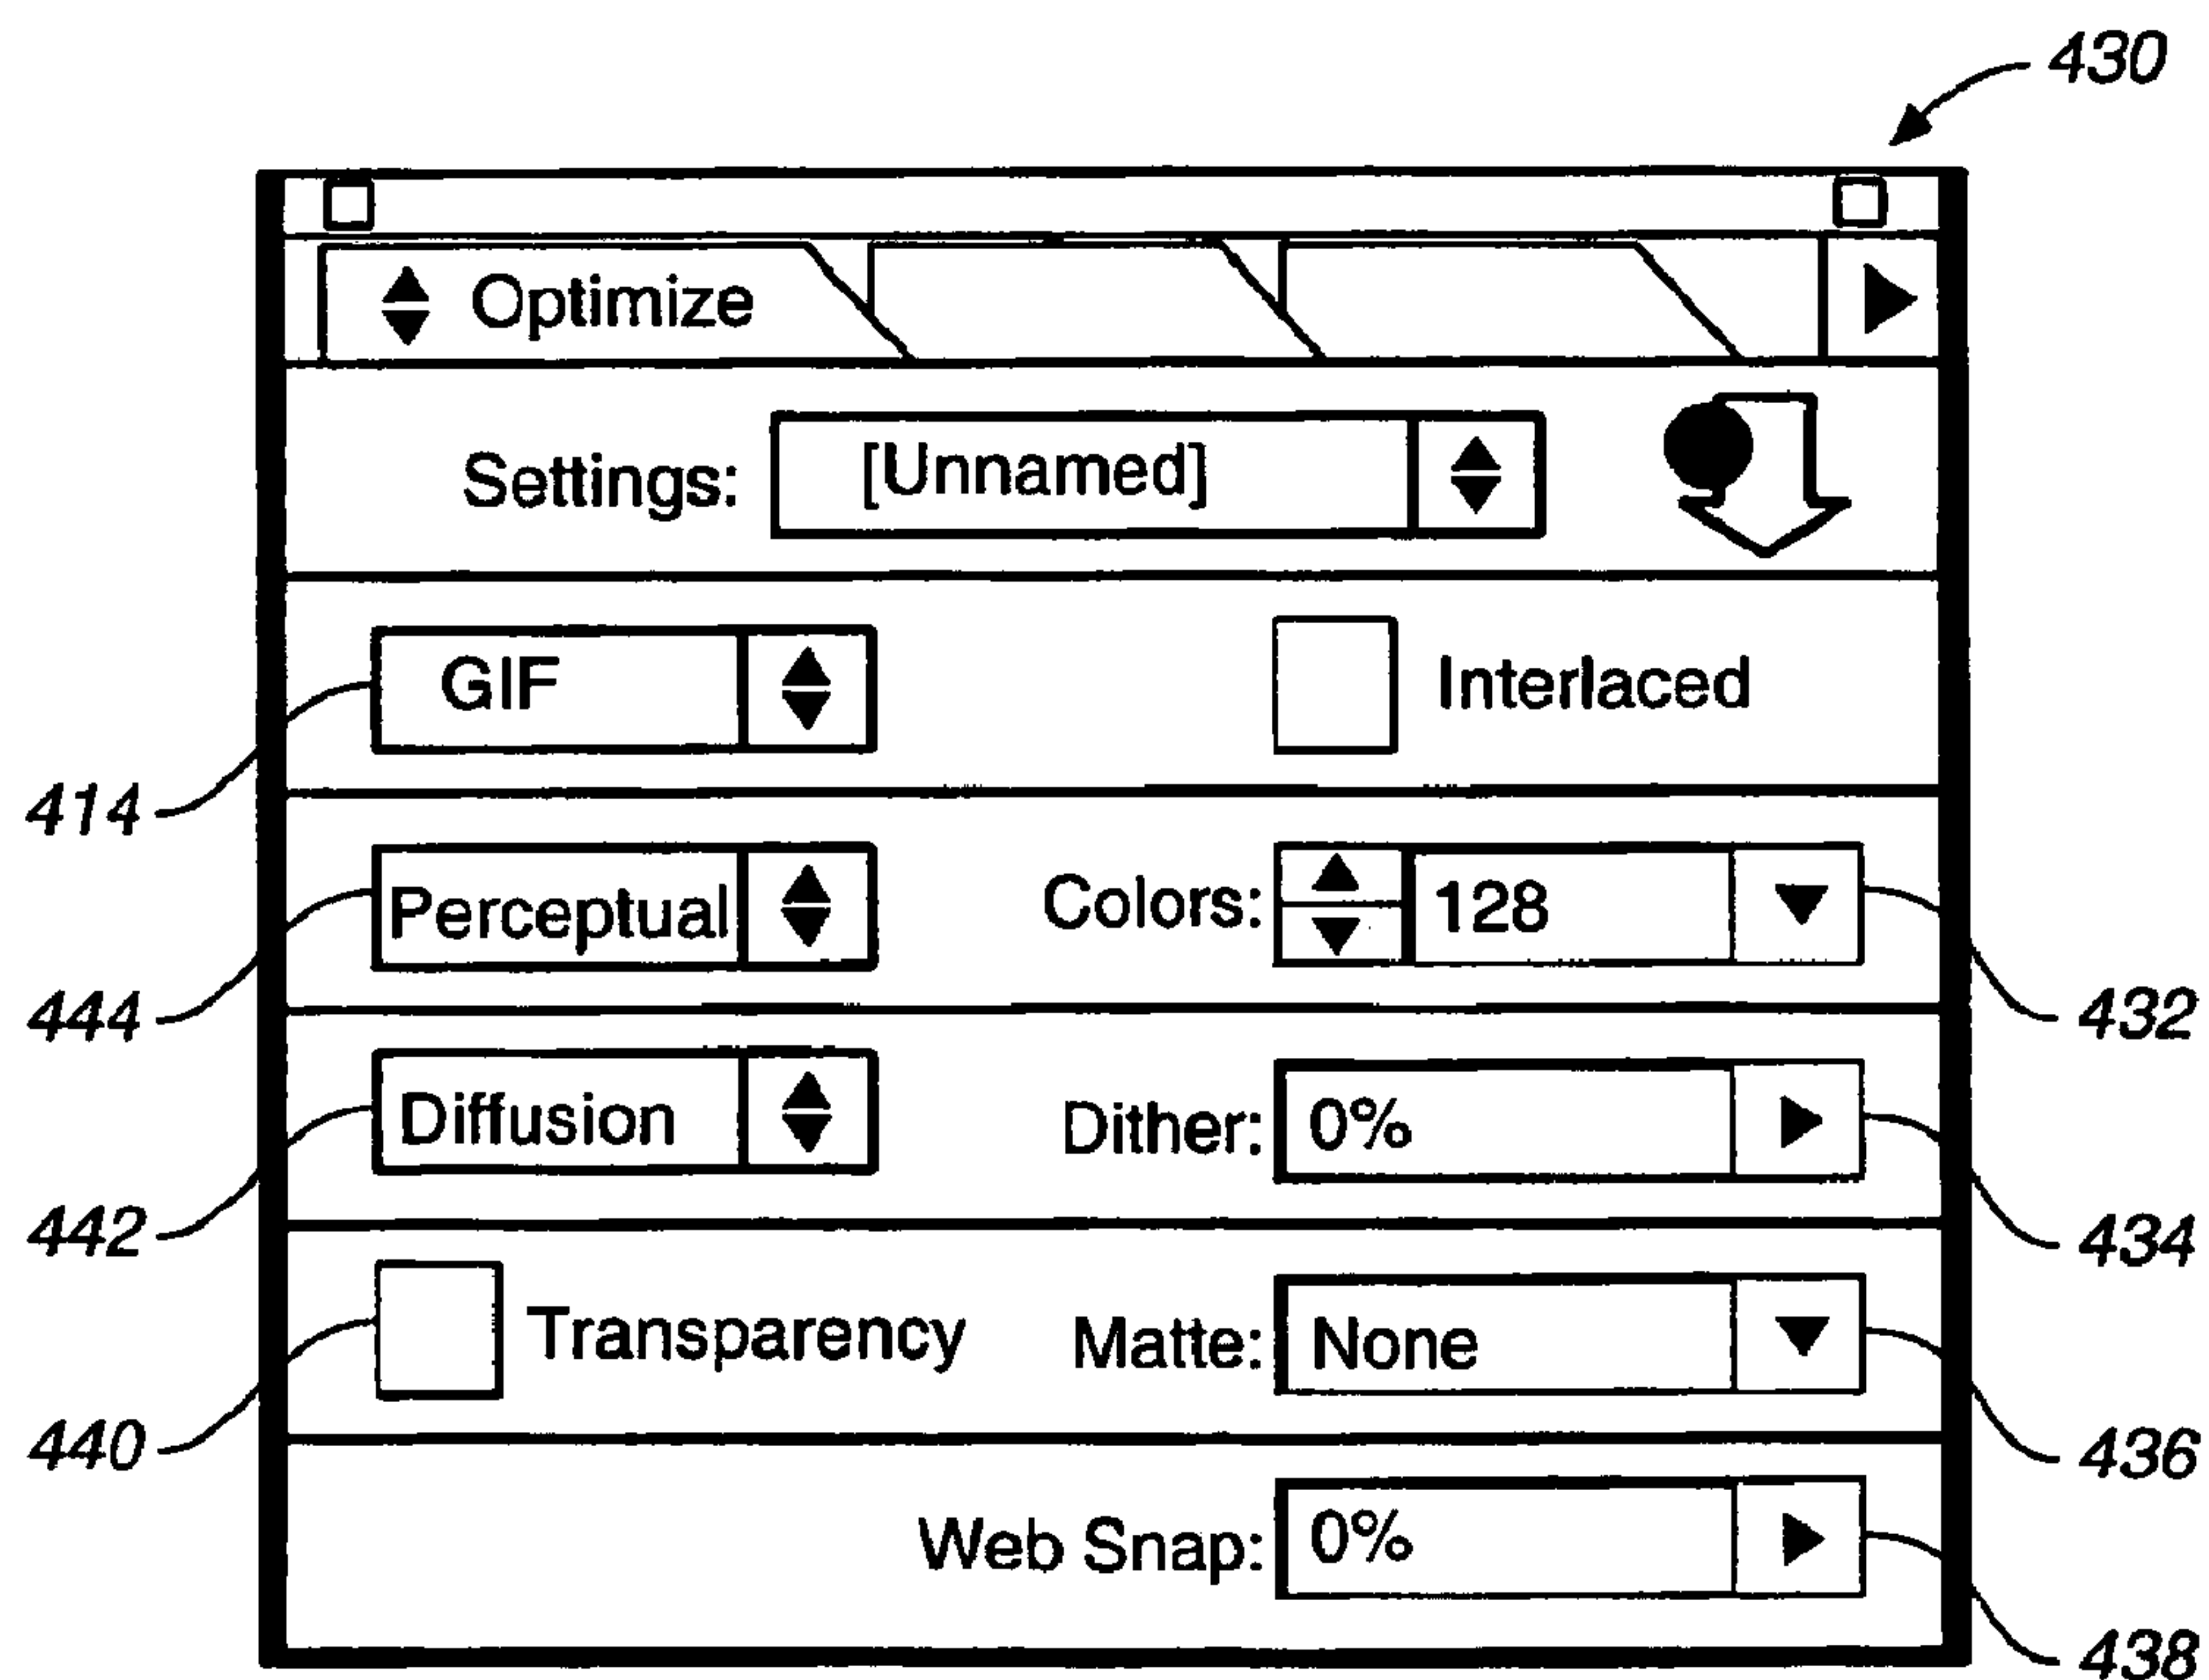 430
Optimize
Settings: [Unnamed]
GIF Interlaced
414
Perceptual Colors: 128
444 432
Diffusion Dither: 0%
442 434
Transparency Matte: None
440 436
Web Snap: 0%
438